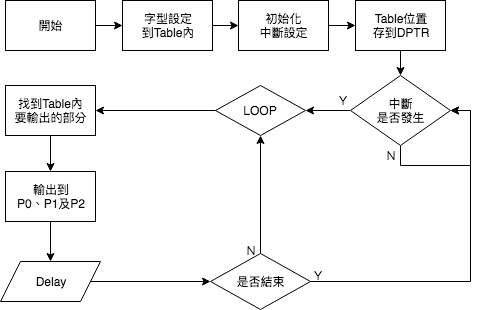 開始
字型設定
到Table內
初始化
中斷設定
Table位置
存到DPTR
找到Table內
要輸出的部分
LOOP
Y
中斷
是否發生
N
輸出到
P0、P1及P2
N
Delay
是否結束
Y